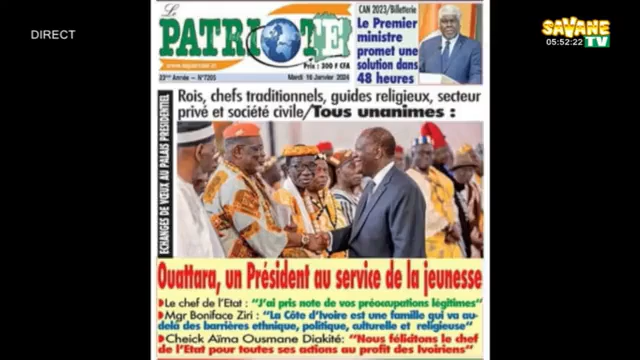 DIRECT
SAVANE
TV
05:52:22
Le
PATRIOTE
Prix : 300 F CFA
Mardi 16 Janvier 2024
CAN 2023/Billetterie
Le Premier
ministre
promet une
solution dans
48 heures
ECHANGES DE VŒUX AU PALAIS PRESIDENTIEL
Rois, chefs traditionnels, guides religieux, secteur
privé et société civile/Tous unanimes :
Ouattara, un Président au service de la jeunesse
Le chef de l'Etat : "J'ai pris note de vos préoccupations légitimes"
Mgr Boniface Ziri : "La Côte d'Ivoire est une famille qui va au-
delà des barrières ethnique, politique, culturelle et religieuse"
Cheick Aïma Ousmane Diakité: "Nous félicitons le chef
de l'Etat pour toutes ses actions au profit des Ivoiriens"